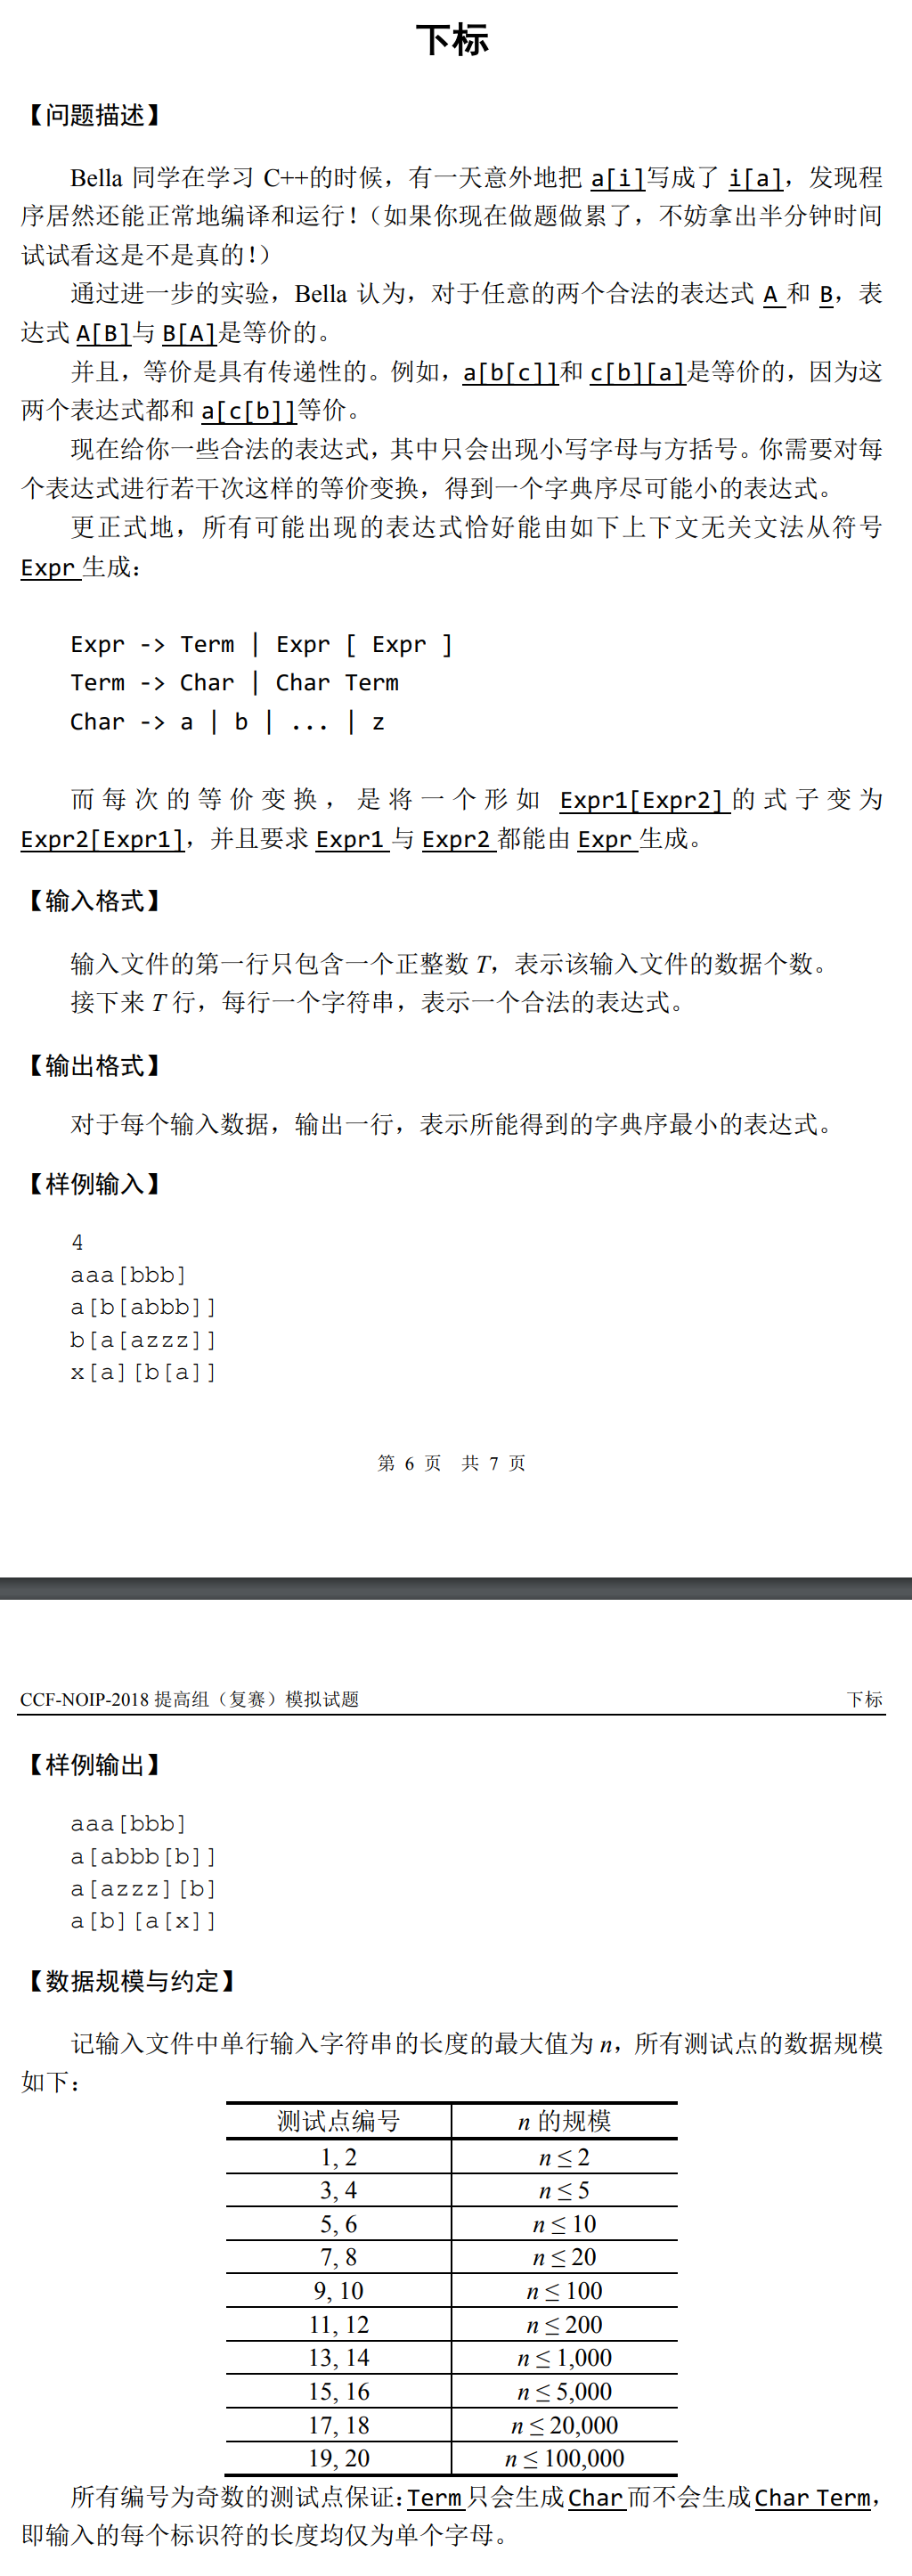 下标
【问题描述】
Bella 同学在学习 C++的时候，有一天意外地把 a[i]写成了 i[a]，发现程
序居然还能正常地编译和运行！（如果你现在做题做累了，不妨拿出半分钟时间
试试看这是不是真的！）
通过进一步的实验，Bella 认为，对于任意的两个合法的表达式 A 和 B，表
达式 A[B]与 B[A]是等价的。
并且，等价是具有传递性的。例如，a[b[c]]和 c[b][a]是等价的，因为这
两个表达式都和 a[c[b]]等价。
现在给你一些合法的表达式，其中只会出现小写字母与方括号。你需要对每
个表达式进行若干次这样的等价变换，得到一个字典序尽可能小的表达式。
更正式地，所有可能出现的表达式恰好能由如下上下文无关文法从符号
Expr 生成：
Expr -> Term | Expr [ Expr ]
Term -> Char | Char Term
Char -> a | b | ... | z
而每次的等价变换，是将一个形如 Expr1[Expr2]的式子变为
Expr2[Expr1]，并且要求 Expr1 与 Expr2 都能由 Expr 生成。
【输入格式】
输入文件的第一行只包含一个正整数 T，表示该输入文件的数据个数。
接下来 T 行，每行一个字符串，表示一个合法的表达式。
【输出格式】
对于每个输入数据，输出一行，表示所能得到的字典序最小的表达式。
【样例输入】
4
aaa[bbb]
a[b[abbb]]
b[a[azzz]]
x[a][b[a]]
第 6 页 共 7 页
CCF-NOIP-2018 提高组（复赛）模拟试题 下标
【样例输出】
aaa[bbb]
a[abbb[b]]
a[azzz][b]
a[b][a[x]]
【数据规模与约定】
记输入文件中单行输入字符串的长度的最大值为 n，所有测试点的数据规模
如下：
测试点编号 n 的规模
1, 2 n ≤ 2
3, 4 n ≤ 5
5, 6 n ≤ 10
7, 8 n ≤ 20
9, 10 n ≤ 100
11, 12 n ≤ 200
13, 14 n ≤ 1,000
15, 16 n ≤ 5,000
17, 18 n ≤ 20,000
19, 20 n ≤ 100,000
所有编号为奇数的测试点保证：Term 只会生成 Char 而不会生成 Char Term，
即输入的每个标识符的长度均仅为单个字母。